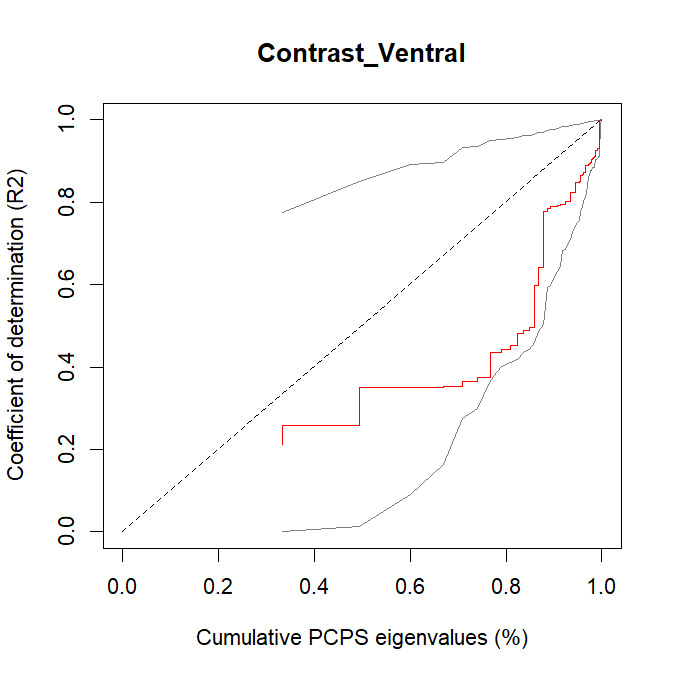 Contrast_Ventral
Coefficient of determination (R2)
1.0
0.8
0.6
0.4
0.2
0.0
0.0 0.2 0.4 0.6 0.8 1.0
Cumulative PCPS eigenvalues (%)